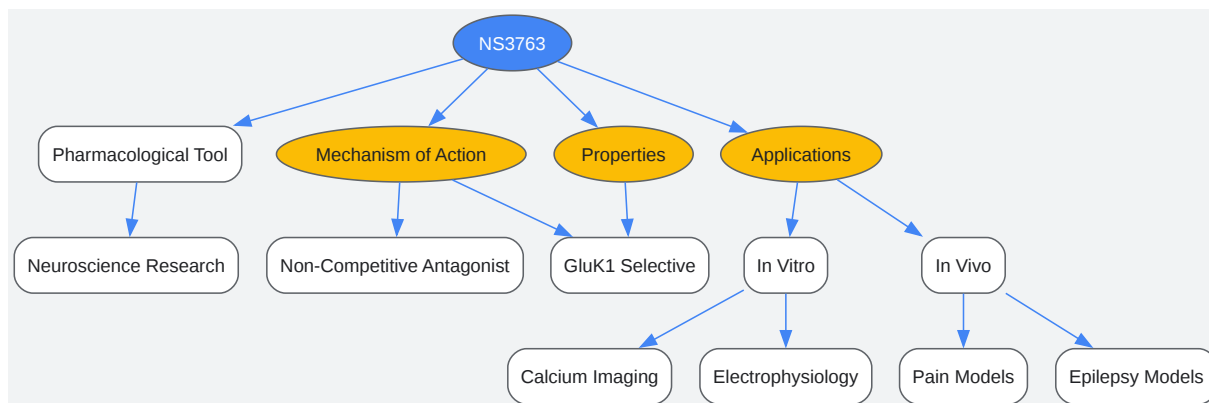 NS3763
Pharmacological Tool
Mechanism of Action
Properties
Applications
Neuroscience Research
Non-Competitive Antagonist
GluK1 Selective
In Vitro
In Vivo
Calcium Imaging
Electrophysiology
Pain Models
Epilepsy Models